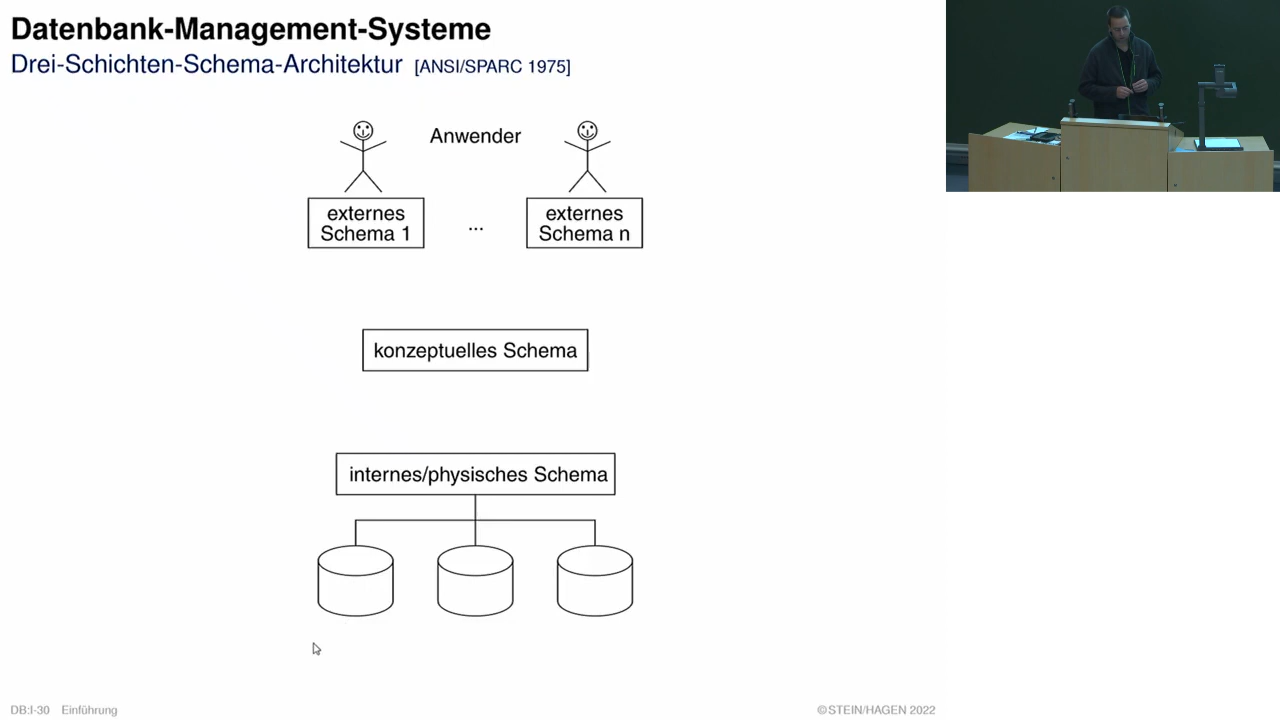 Datenbank-Management-Systeme
Drei-Schichten-Schema-Architektur [ANSI/SPARC 1975]
Anwender
externes
Schema 1
...
externes
Schema n
konzeptuelles Schema
internes/physisches Schema
DB:I-30 Einführung
©STEIN/HAGEN 2022